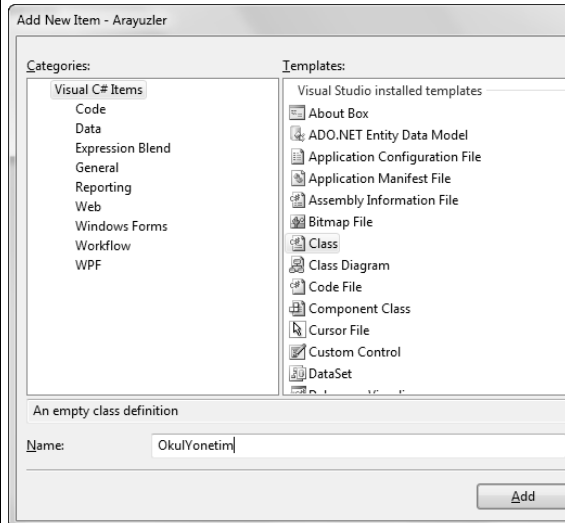 Add New Item - Arayuzler
Categories:
Visual C# Items
Code
Data
Expression Blend
General
Reporting
Web
Windows Forms
Workflow
WPF
Templates:
Visual Studio installed templates
About Box
ADO.NET Entity Data Model
Application Configuration File
Application Manifest File
Assembly Information File
Bitmap File
Class
Class Diagram
Code File
Component Class
Cursor File
Custom Control
DataSet
An empty class definition
Name:
OkulYonetim
Add